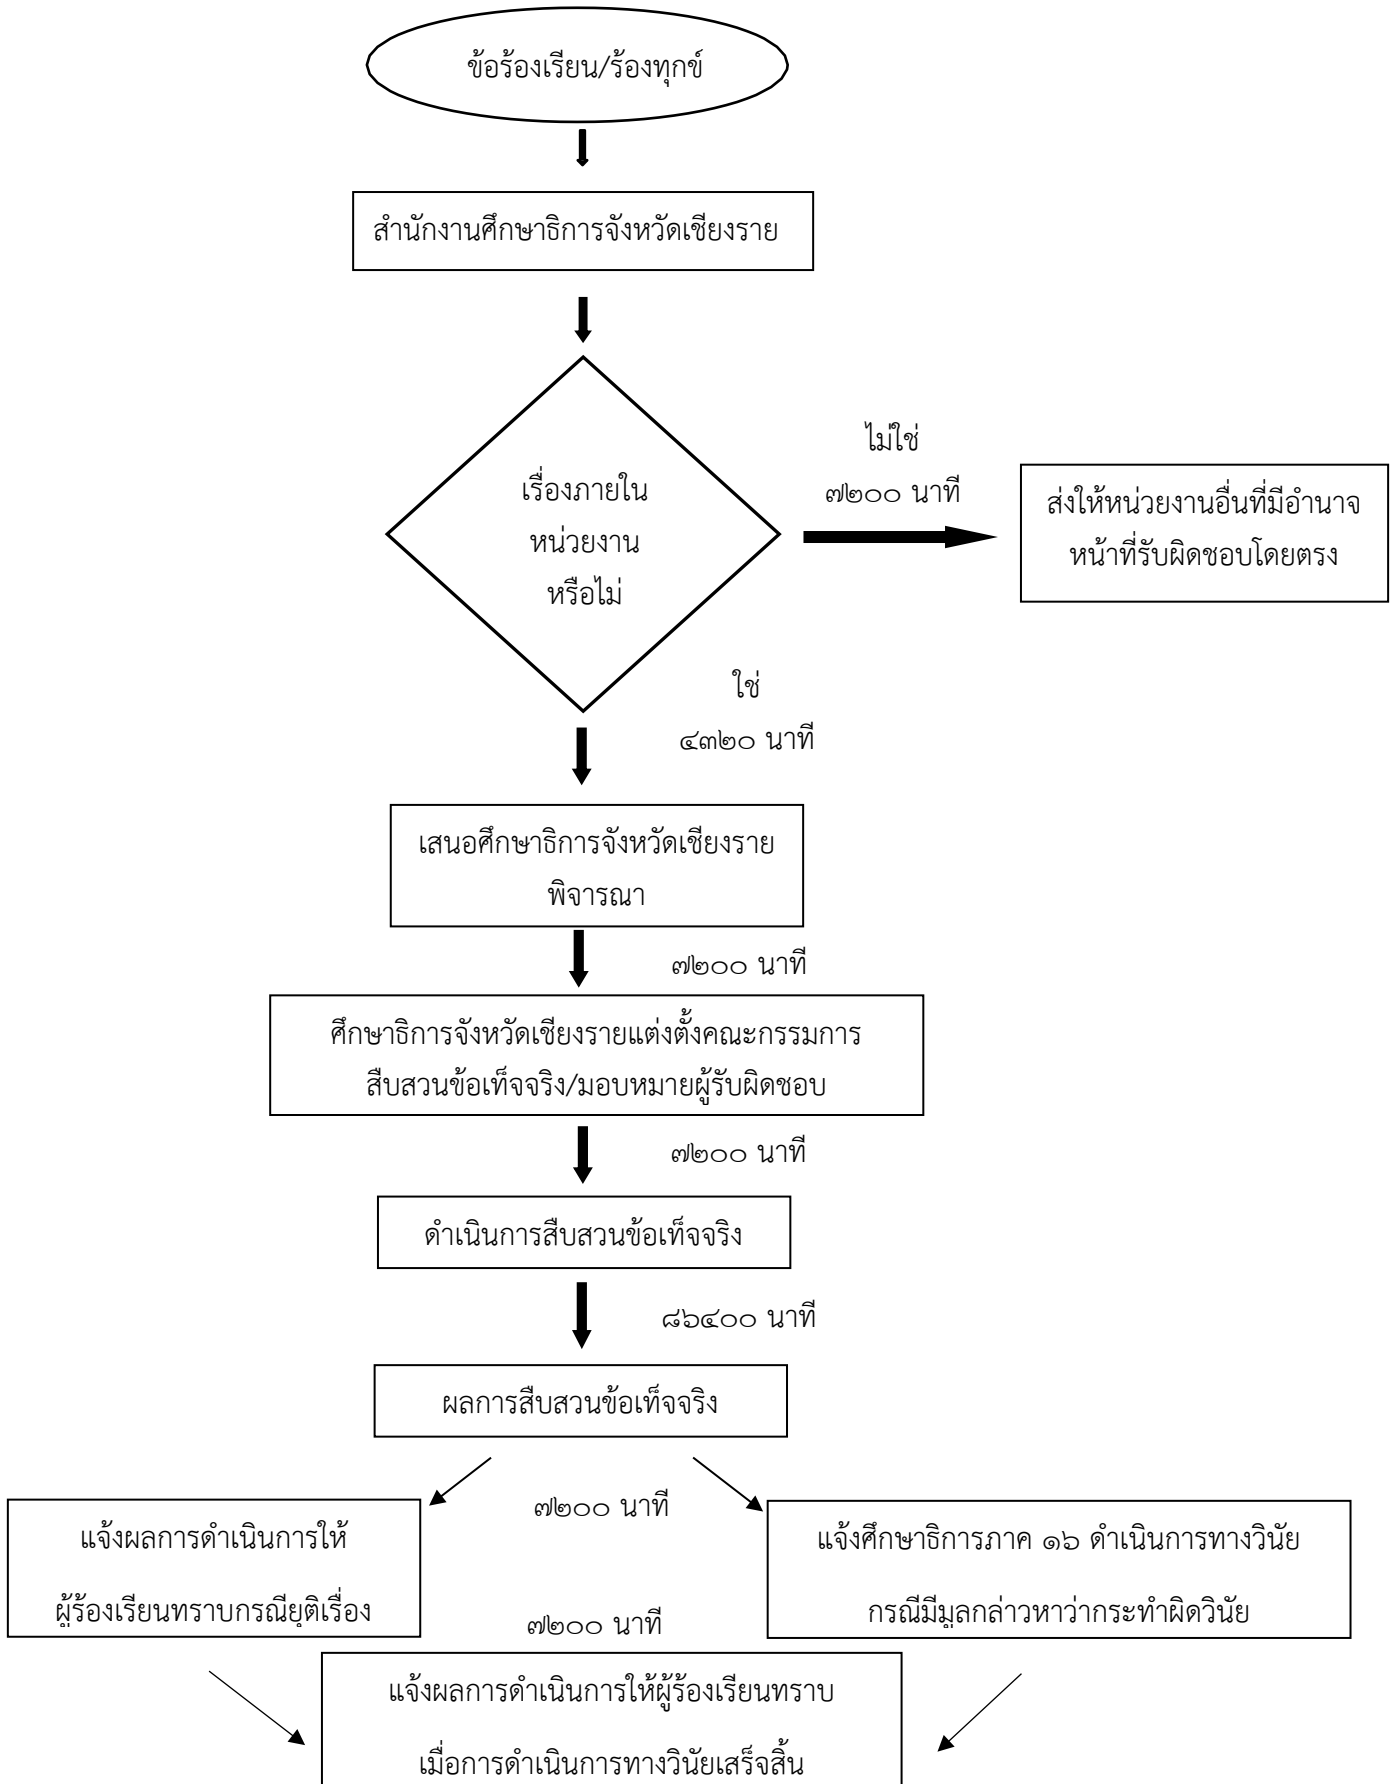 ข้อร้องเรียน/ร้องทุกข์
สำนักงานศึกษาธิการจังหวัดเชียงราย
เรื่องภายใน
หน่วยงาน
หรือไม่
ไม่ใช่
๗๒๐๐ นาที
ส่งให้หน่วยงานอื่นที่มีอำนาจ
หน้าที่รับผิดชอบโดยตรง
ใช่
๔๓๒๐ นาที
เสนอศึกษาธิการจังหวัดเชียงราย
พิจารณา
๗๒๐๐ นาที
ศึกษาธิการจังหวัดเชียงรายแต่งตั้งคณะกรรมการ
สืบสวนข้อเท็จจริง/มอบหมายผู้รับผิดชอบ
๗๒๐๐ นาที
ดำเนินการสืบสวนข้อเท็จจริง
๘๖๔๐๐ นาที
ผลการสืบสวนข้อเท็จจริง
๗๒๐๐ นาที
แจ้งผลการดำเนินการให้
ผู้ร้องเรียนทราบกรณียุติเรื่อง
แจ้งศึกษาธิการภาค ๑๖ ดำเนินการทางวินัย
กรณีมีมูลกล่าวหาว่ากระทำผิดวินัย
๗๒๐๐ นาที
แจ้งผลการดำเนินการให้ผู้ร้องเรียนทราบ
เมื่อการดำเนินการทางวินัยเสร็จสิ้น